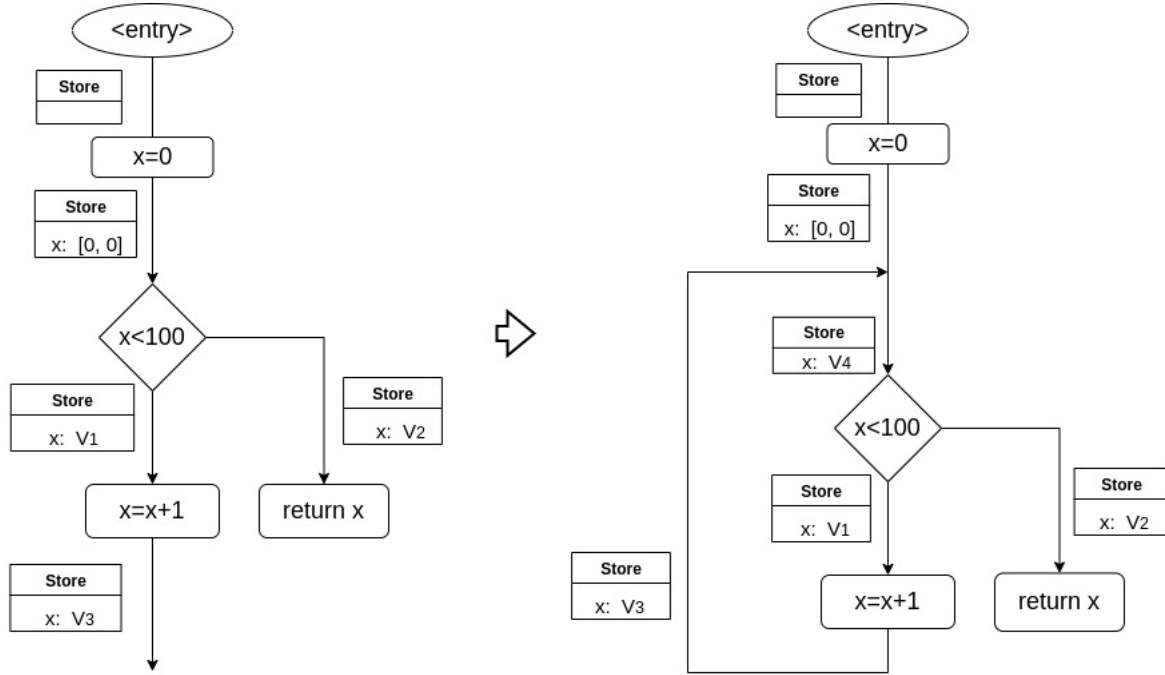 <entry>
Store
x=0
Store
x: [0, 0]
x<100
Store
x: V1
Store
x: V2
x=x+1
return x
Store
x: V3
<entry>
Store
x=0
Store
x: [0, 0]
Store
x: V4
x<100
Store
x: V1
Store
x: V2
Store
x: V3
x=x+1
return x